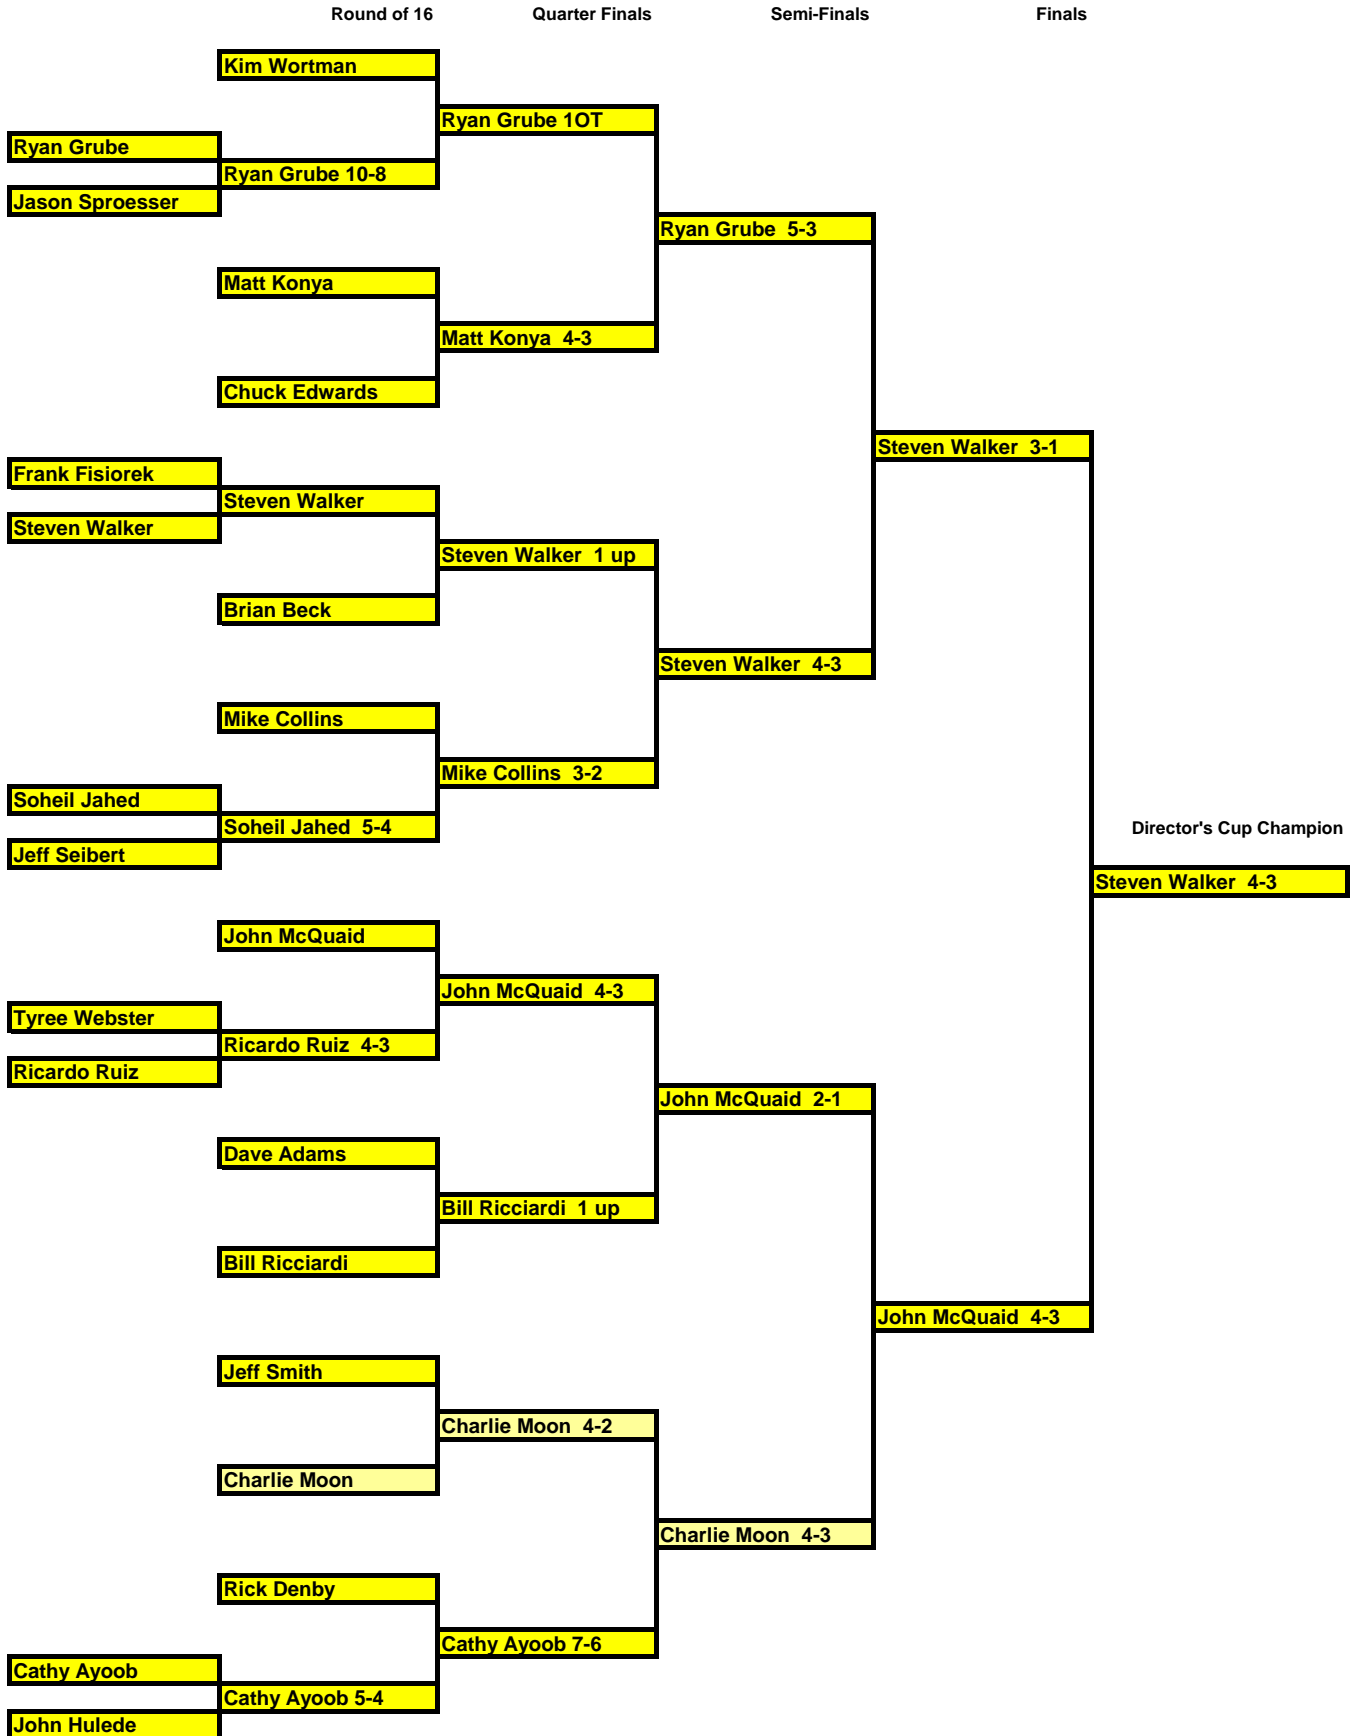 Round of 16 Quarter Finals Semi-Finals Finals
Kim Wortman
Ryan Grube 1OT
Ryan Grube
Ryan Grube 10-8
Jason Sproesser
Ryan Grube 5-3
Matt Konya
Matt Konya 4-3
Chuck Edwards
Steven Walker 3-1
Frank Fisiorek
Steven Walker
Steven Walker
Steven Walker 1 up
Brian Beck
Steven Walker 4-3
Mike Collins
Mike Collins 3-2
Soheil Jahed
Soheil Jahed 5-4
Director's Cup Champion
Jeff Seibert
Steven Walker 4-3
John McQuaid
John McQuaid 4-3
Tyree Webster
Ricardo Ruiz 4-3
Ricardo Ruiz
John McQuaid 2-1
Dave Adams
Bill Ricciardi 1 up
Bill Ricciardi
John McQuaid 4-3
Jeff Smith
Charlie Moon 4-2
Charlie Moon
Charlie Moon 4-3
Rick Denby
Cathy Ayoob 7-6
Cathy Ayoob
Cathy Ayoob 5-4
John Hulede